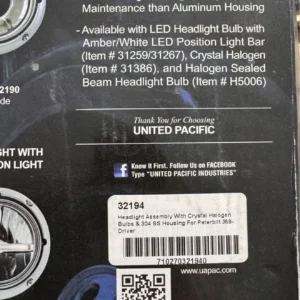 Maintenance than Aluminum Housing
- Available with LED Headlight Bulb with
Amber/White LED Position Light Bar
(Item # 31259/31267), Crystal Halogen
(Item # 31386), and Halogen Sealed
Beam Headlight Bulb (Item # H5006)
2190
de
Thank You for Choosing
UNITED PACIFIC
GHT WITH
ON LIGHT
f Know It First. Follow Us on FACEBOOK
Type "UNITED PACIFIC INDUSTRIES"
32194
Headlight Assembly With Crystal Halogen
Bulbs & 304 SS Housing For Peterbilt 359-
Driver
710270321940
www.uapac.com